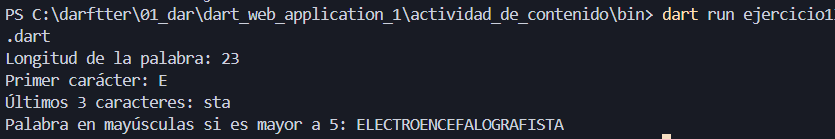 PS C:\darftter\01_dar\dart_web_application_1\actividad_de_contenido\bin> dart run ejercicio1
.dart
Longitud de la palabra: 23
Primer carácter: E
Últimos 3 caracteres: sta
Palabra en mayúsculas si es mayor a 5: ELECTROENCEFALOGRAFISTA